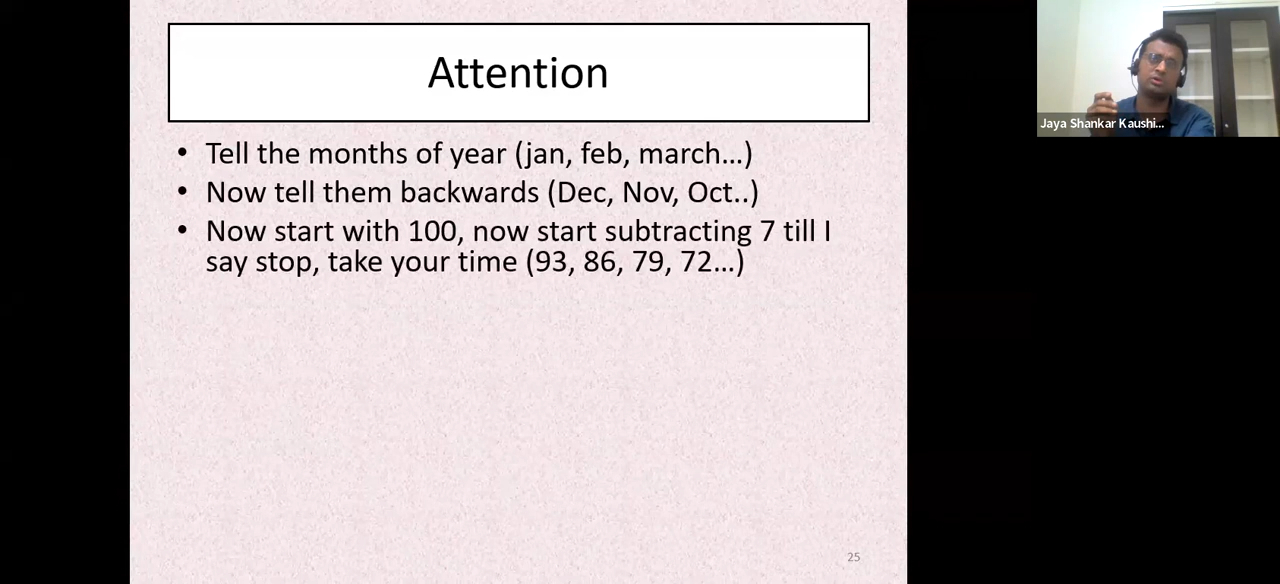 Attention
• Tell the months of year (jan, feb, march...)
• Now tell them backwards (Dec, Nov, Oct..)
• Now start with 100, now start subtracting 7 till I
say stop, take your time (93, 86, 79, 72...)
25
Jaya Shankar Kaushi...